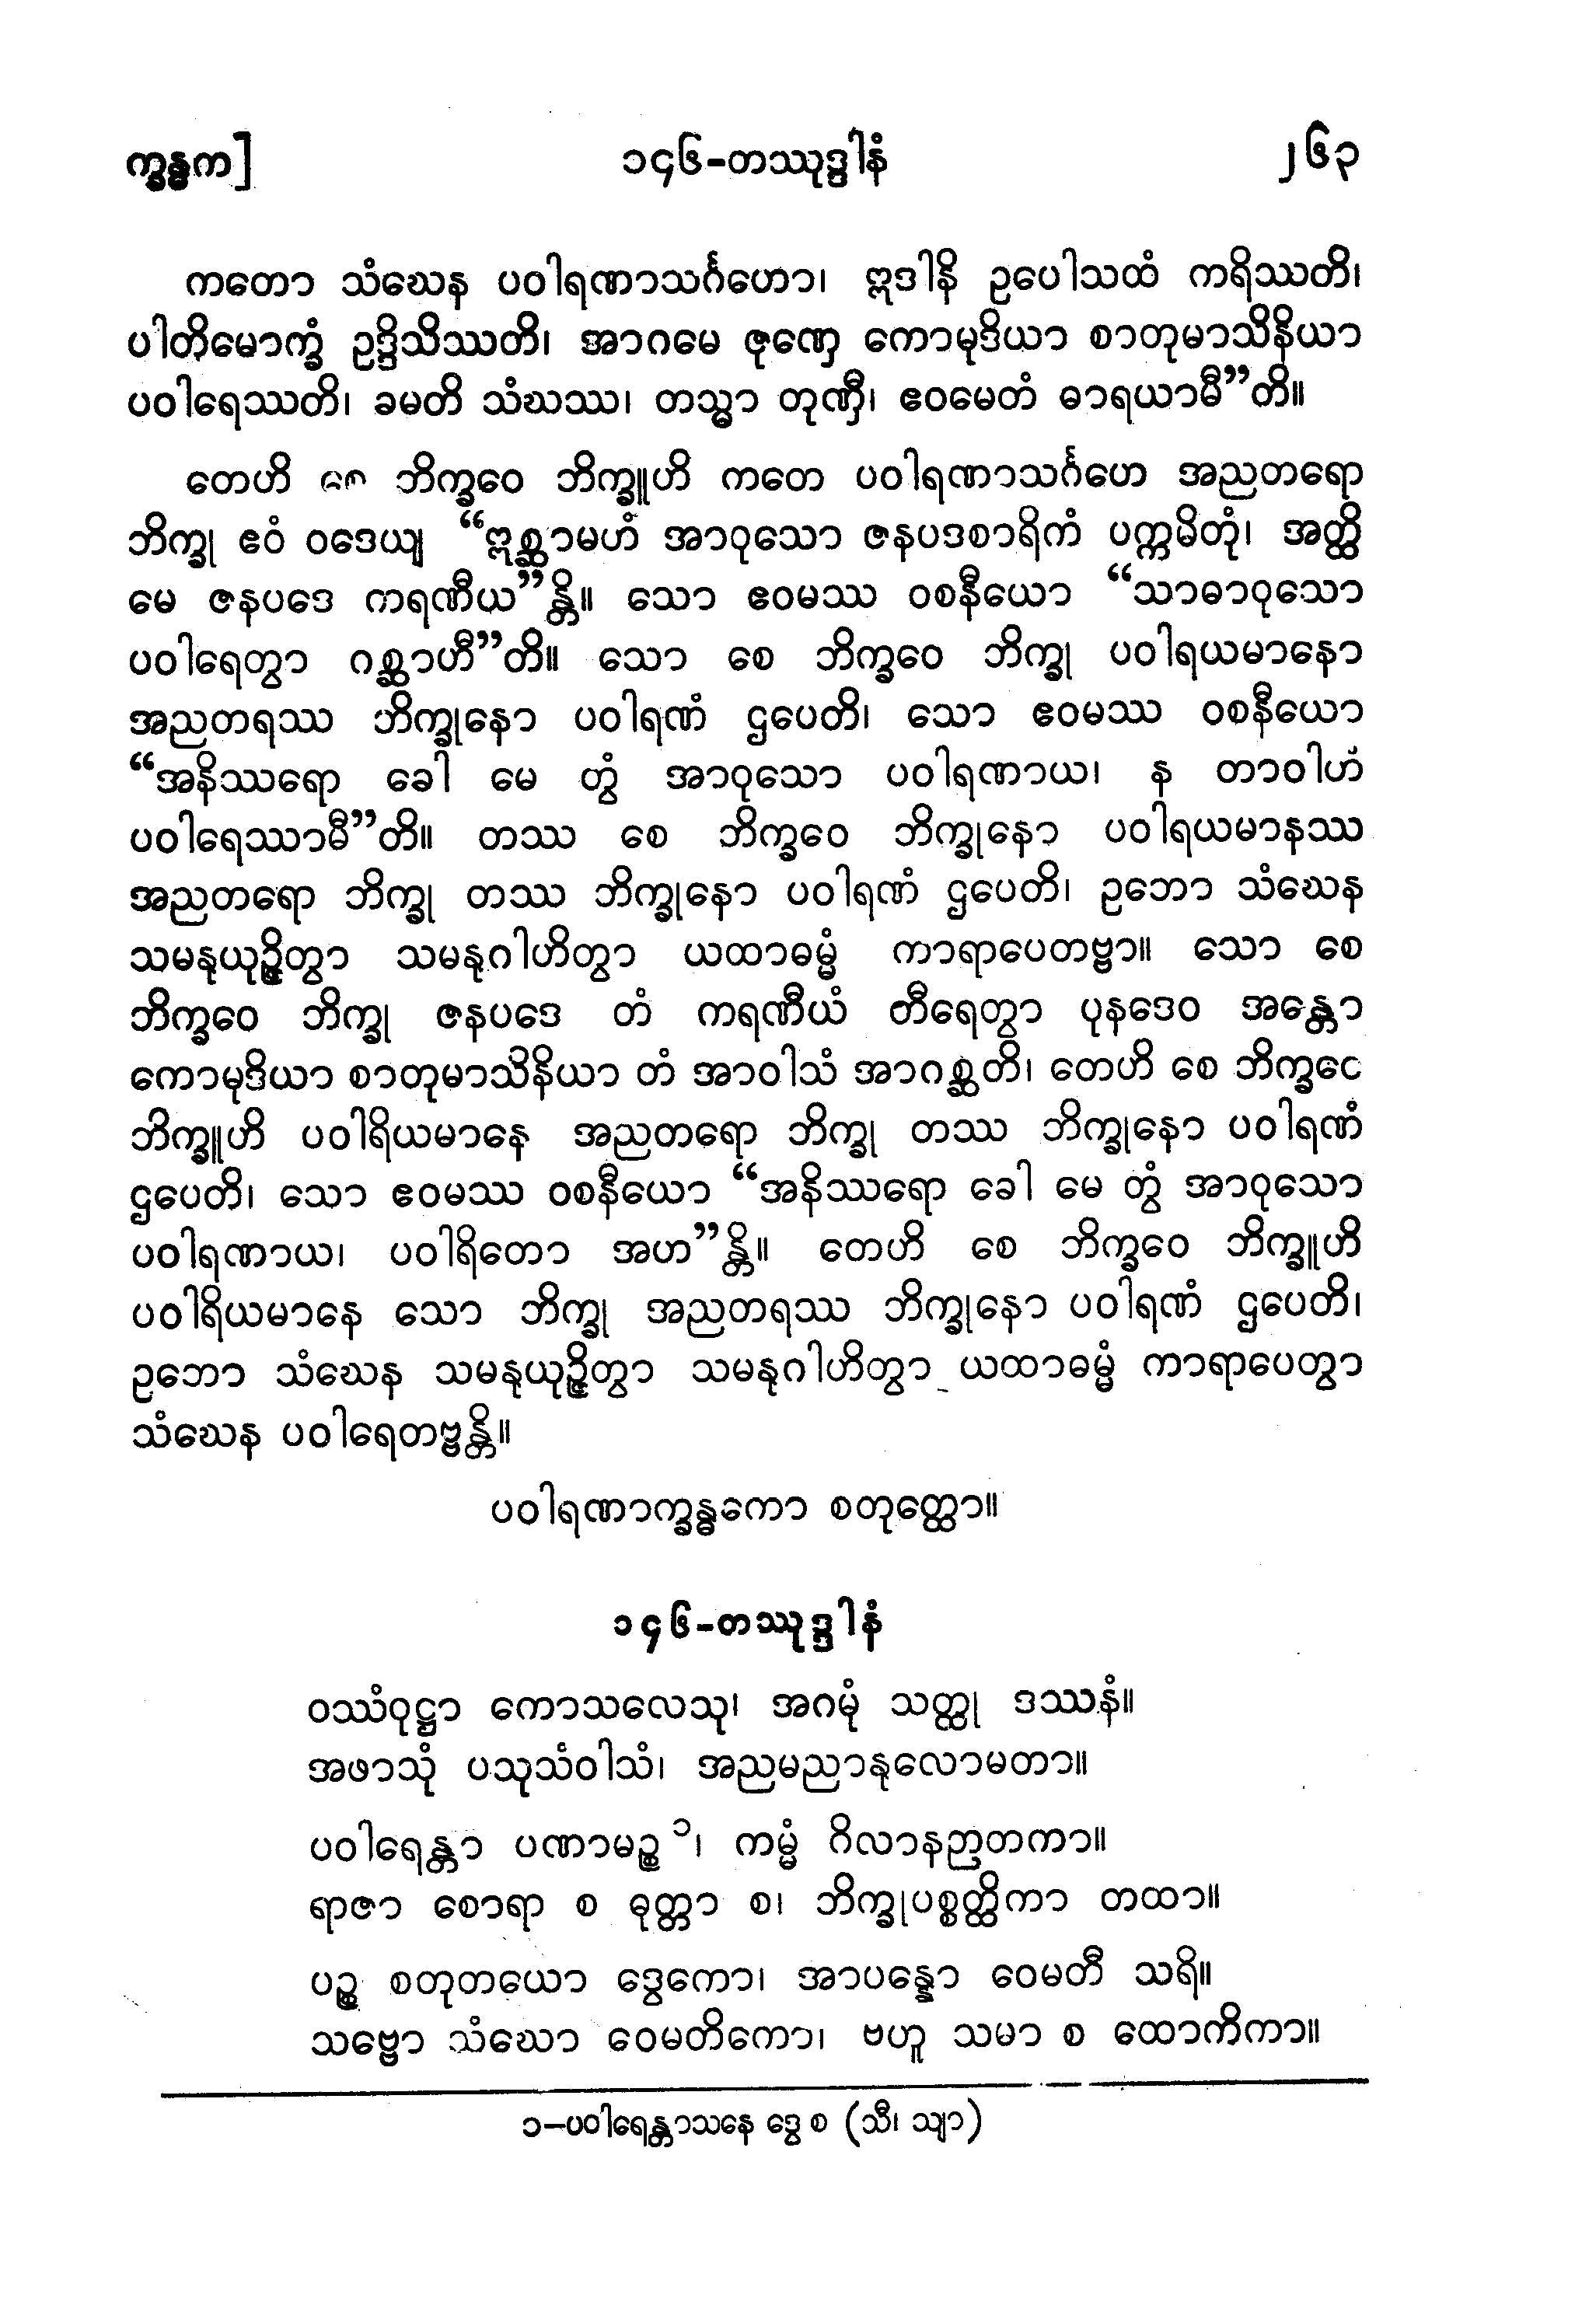 က္ခန္ဓက]
၁၄၆-တဿုဒ္ဒါနံ
၂၆၃
ကတော သံဃေန ပဝါရဏာသင်္ဂဟော၊ ဣဒါနိ ဥပေါသထံ ကရိဿတိ၊
ပါတိမောက္ခံ ဥဒ္ဒိသိဿတိ၊ အာဂမေ ဇုဏှေ ကောမုဒိယာ စာတုမာသိနိယာ
ပဝါရေဿတိ၊ ခမတိ သံဃဿ၊ တသ္မာ တုဏှီ၊ ဧဝမေတံ ဓာရယာမီ”တိ။
တေဟိ ဘိက္ခဝေ ဘိက္ခူဟိ ကတေ ပဝါရဏာသင်္ဂဟေ အညတရော
ဘိက္ခု ဧဝံ ဝဒေယျ “ဣစ္ဆာမဟံ အာဝုသော ဇနပဒစာရိကံ ပက္ကမိတုံ၊ အတ္ထိ
မေ ဇနပဒေ ကရဏီယ”န္တိ။ သော ဧဝမဿ ဝစနီယော “သာဓာဝုသော
ပဝါရေတွာ ဂစ္ဆာဟီ”တိ။ သော စေ ဘိက္ခဝေ ဘိက္ခု ပဝါရယမာနော
အညတရဿ ဘိက္ခုနော ပဝါရဏံ ဌပေတိ၊ သော ဧဝမဿ ဝစနီယော
“အနိဿရော ခေါ မေ တွံ အာဝုသော ပဝါရဏာယ၊ န တာဝါဟံ
ပဝါရေဿာမီ”တိ။ တဿ စေ ဘိက္ခဝေ ဘိက္ခုနော ပဝါရယမာနဿ
အညတရော ဘိက္ခု တဿ ဘိက္ခုနော ပဝါရဏံ ဌပေတိ၊ ဥဘော သံဃေန
သမနုယုဉ္ဇိတွာ သမနုဂါဟိတွာ ယထာဓမ္မံ ကာရာပေတဗ္ဗာ။ သော စေ
ဘိက္ခဝေ ဘိက္ခု ဇနပဒေ တံ ကရဏီယံ တီရေတွာ ပုနဒေဝ အန္တော
ကောမုဒိယာ စာတုမာသိနိယာ တံ အာဝါသံ အာဂစ္ဆတိ၊ တေဟိ စေ ဘိက္ခဝေ
ဘိက္ခူဟိ ပဝါရိယမာနေ အညတရော ဘိက္ခု တဿ ဘိက္ခုနော ပဝါရဏံ
ဌပေတိ၊ သော ဧဝမဿ ဝစနီယော “အနိဿရော ခေါ မေ တွံ အာဝုသော
ပဝါရဏာယ၊ ပဝါရိတော အဟ”န္တိ။ တေဟိ စေ ဘိက္ခဝေ ဘိက္ခူဟိ
ပဝါရိယမာနေ သော ဘိက္ခု အညတရဿ ဘိက္ခုနော ပဝါရဏံ ဌပေတိ၊
ဥဘော သံဃေန သမနုယုဉ္ဇိတွာ သမနုဂါဟိတွာ ယထာဓမ္မံ ကာရာပေတွာ
သံဃေန ပဝါရေတဗ္ဗန္တိ။
ပဝါရဏာက္ခန္ဓကော စတုတ္ထော။
၁၄၆-တဿုဒ္ဒါနံ
ဝဿံဝုဋ္ဌာ ကောသလေသု၊ အဂမုံ သတ္ထု ဒဿနံ။
အဖာသုံ ပသုသံဝါသံ၊ အညမညာနုလောမတာ။
ပဝါရေန္တာ ပဏာမဉ္စ ၁၊ ကမ္မံ ဂိလာနဉာတကာ။
ရာဇာ စောရာ စ ဓုတ္တာ စ၊ ဘိက္ခုပစ္စတ္ထိကာ တထာ။
ပဉ္စ စတုတယော ဒွေကော၊ အာပန္နော ဝေမတီ သရိ။
သဗ္ဗော သံဃော ဝေမတိကော၊ ဗဟူ သမာ စ ထောကိကာ။
၁-ပဝါရေန္တာသနေ ဒွေ စ (သီ၊ သျာ)